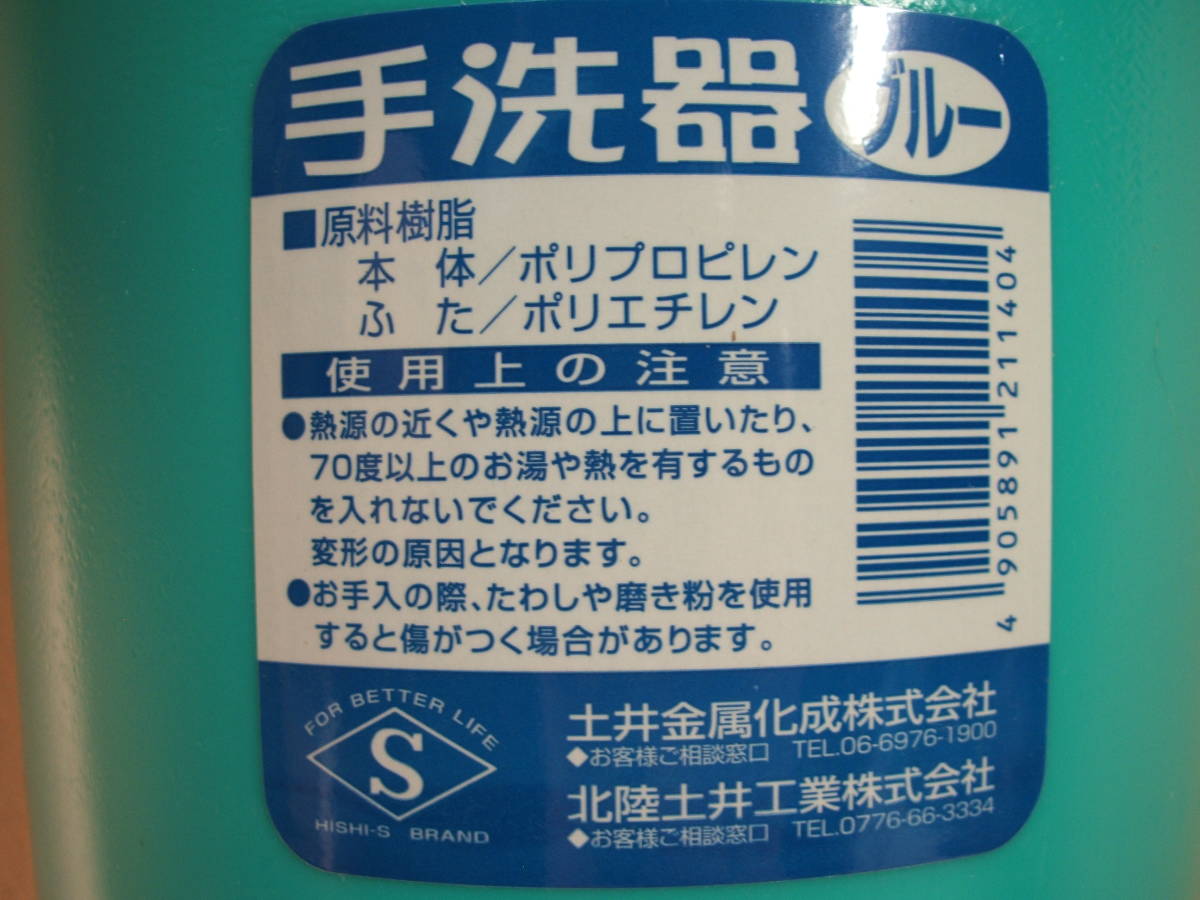 手洗器 ブルー
■原料樹脂
本 体／ポリプロピレン
ふ た／ポリエチレン
使用上の注意
●熱源の近くや熱源の上に置いたり、
70度以上のお湯や熱を有するもの
を入れないでください。
変形の原因となります。
●お手入の際、たわしや磨き粉を使用
すると傷がつく場合があります。
4 905891 211404
FOR BETTER LIFE
S
HISHI-S BRAND
土井金属化成株式会社
◆お客様ご相談窓口 TEL.06-6976-1900
北陸土井工業株式会社
◆お客様ご相談窓口 TEL.0776-66-3334